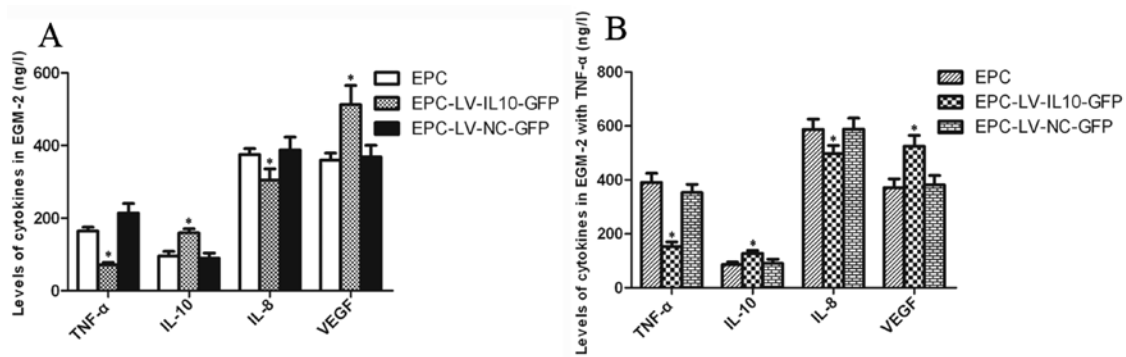 A
Levels of cytokines in EGM-2 (ng/l)
600
400
200
0
*
*
*
*
EPC
EPC-LV-IL10-GFP
EPC-LV-NC-GFP
TNF-α
IL-10
IL-8
VEGF
B
Levels of cytokines in EGM-2 with TNF-α (ng/l)
800
600
400
200
0
*
*
*
*
EPC
EPC-LV-IL10-GFP
EPC-LV-NC-GFP
TNF-α
IL-10
IL-8
VEGF